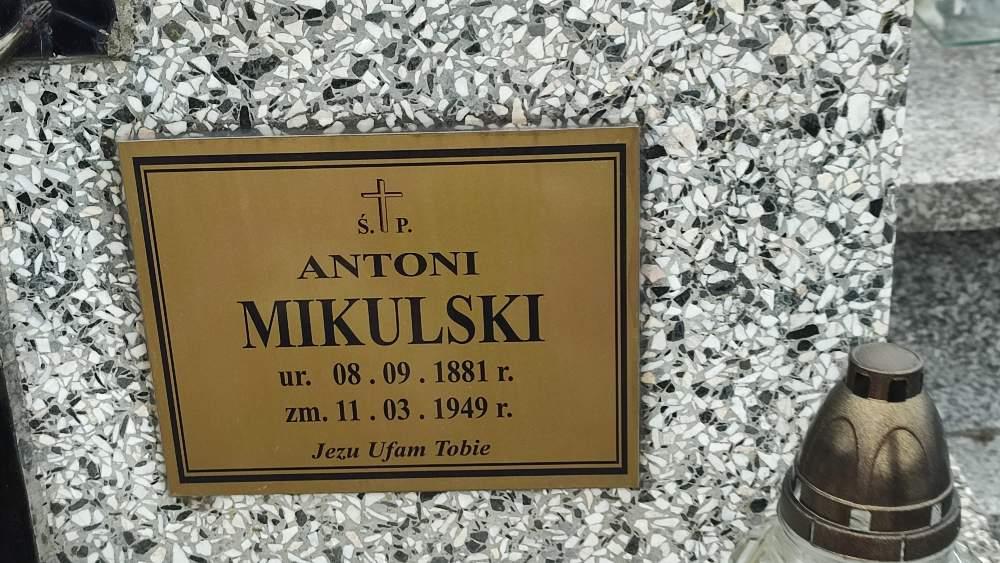 Ś. P.
ANTONI
MIKULSKI
ur. 08.09.1881 r.
zm. 11.03.1949 r.
Jezu Ufam Tobie